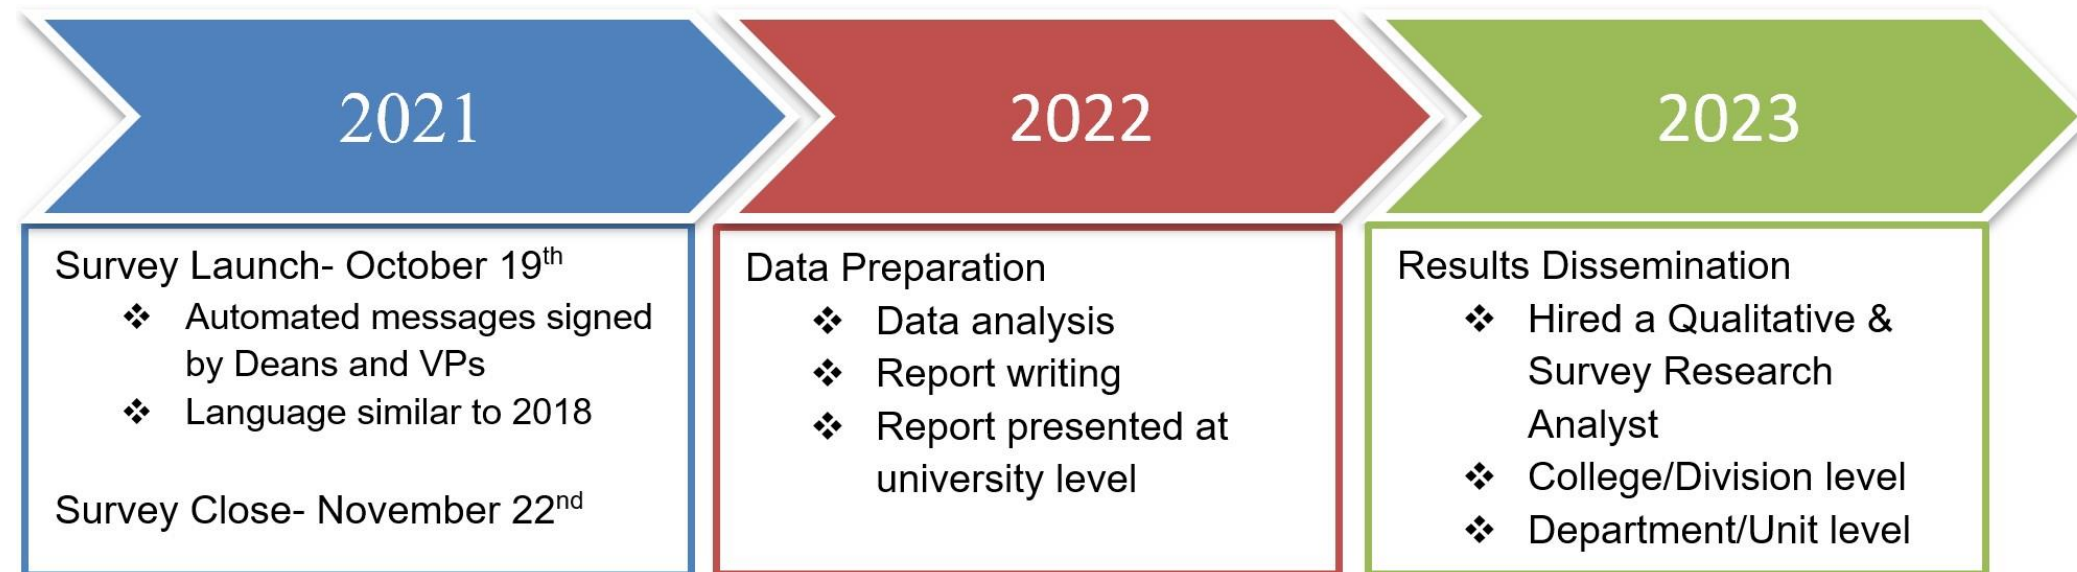 2021
Survey Launch- October 19th
❖ Automated messages signed
by Deans and VPs
❖ Language similar to 2018
Survey Close- November 22nd
2022
Data Preparation
❖ Data analysis
❖ Report writing
❖ Report presented at
university level
2023
Results Dissemination
❖ Hired a Qualitative &
Survey Research
Analyst
❖ College/Division level
❖ Department/Unit level